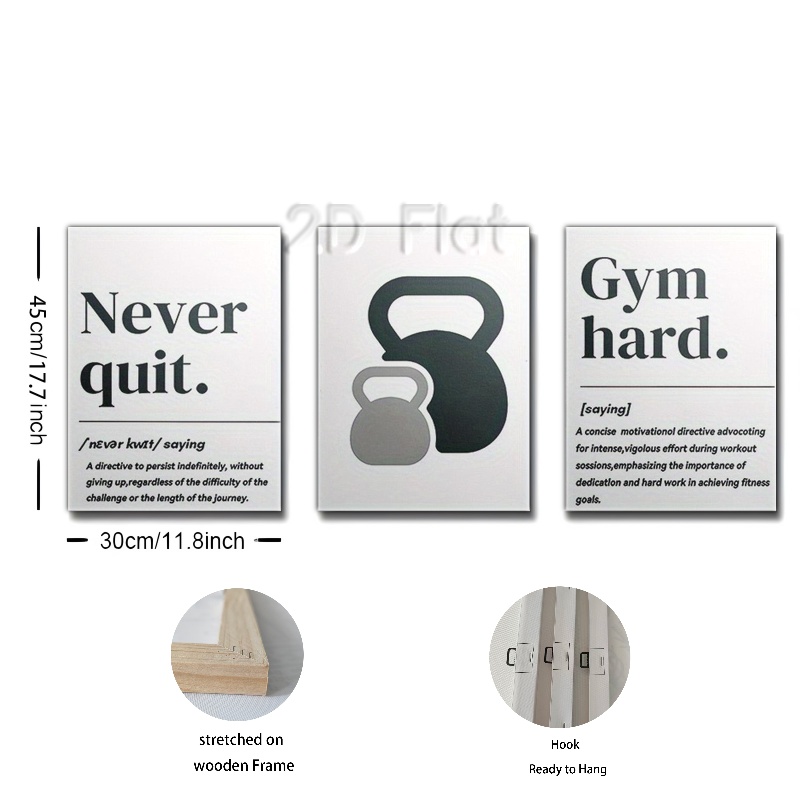 2.D Flat
Never
quit.
/nɛvər kwɪt/ saying
A directive to persist indefinitely, without
giving up,regardless of the difficulty of the
challenge or the length of the journey.
Gym
hard.
[saying]
A concise motivationol directive advocoting
for intense,vigolous effort during workout
sossions,emphasizing the importance of
dedication and hard work in achieving fitness
goals.
45cm/17.7inch
30cm/11.8inch
stretched on
wooden Frame
Hook
Ready to Hang